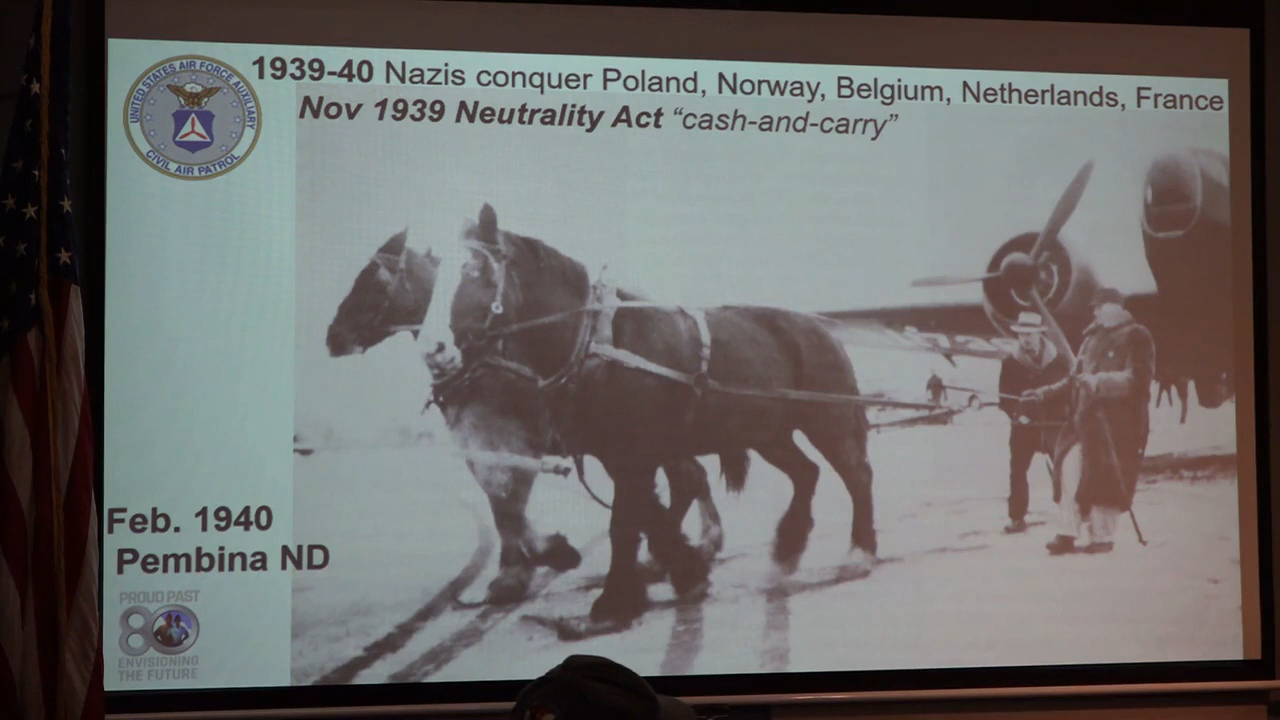 1939-40 Nazis conquer Poland, Norway, Belgium, Netherlands, France
Nov 1939 Neutrality Act “cash-and-carry”
UNITED STATES AIR FORCE AUXILIARY
CIVIL AIR PATROL
Feb. 1940
Pembina ND
PROUD PAST
80
ENVISIONING
THE FUTURE